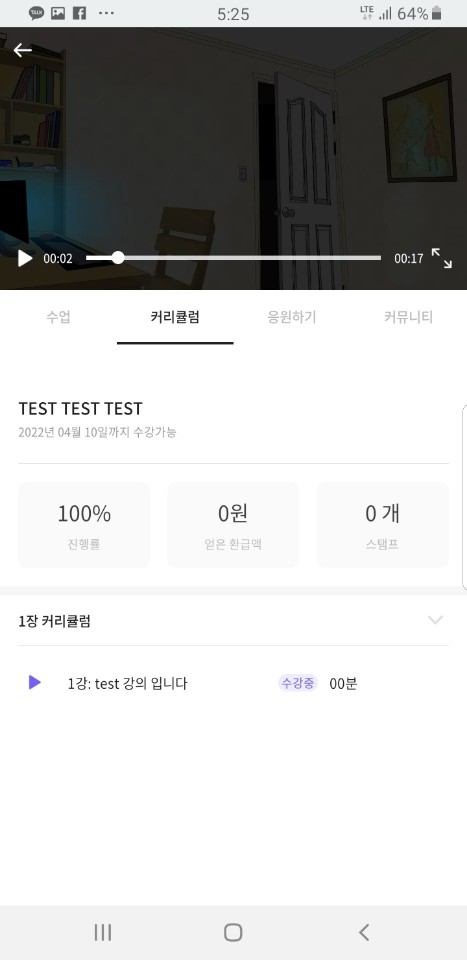 TALK 5:25 LTE 64%
00:02 00:17
수업 커리큘럼 응원하기 커뮤니티
TEST TEST TEST
2022년 04월 10일까지 수강가능
100% 0원 0 개
진행률 얻은 환급액 스탬프
1장 커리큘럼
1강: test 강의 입니다 수강중 00분